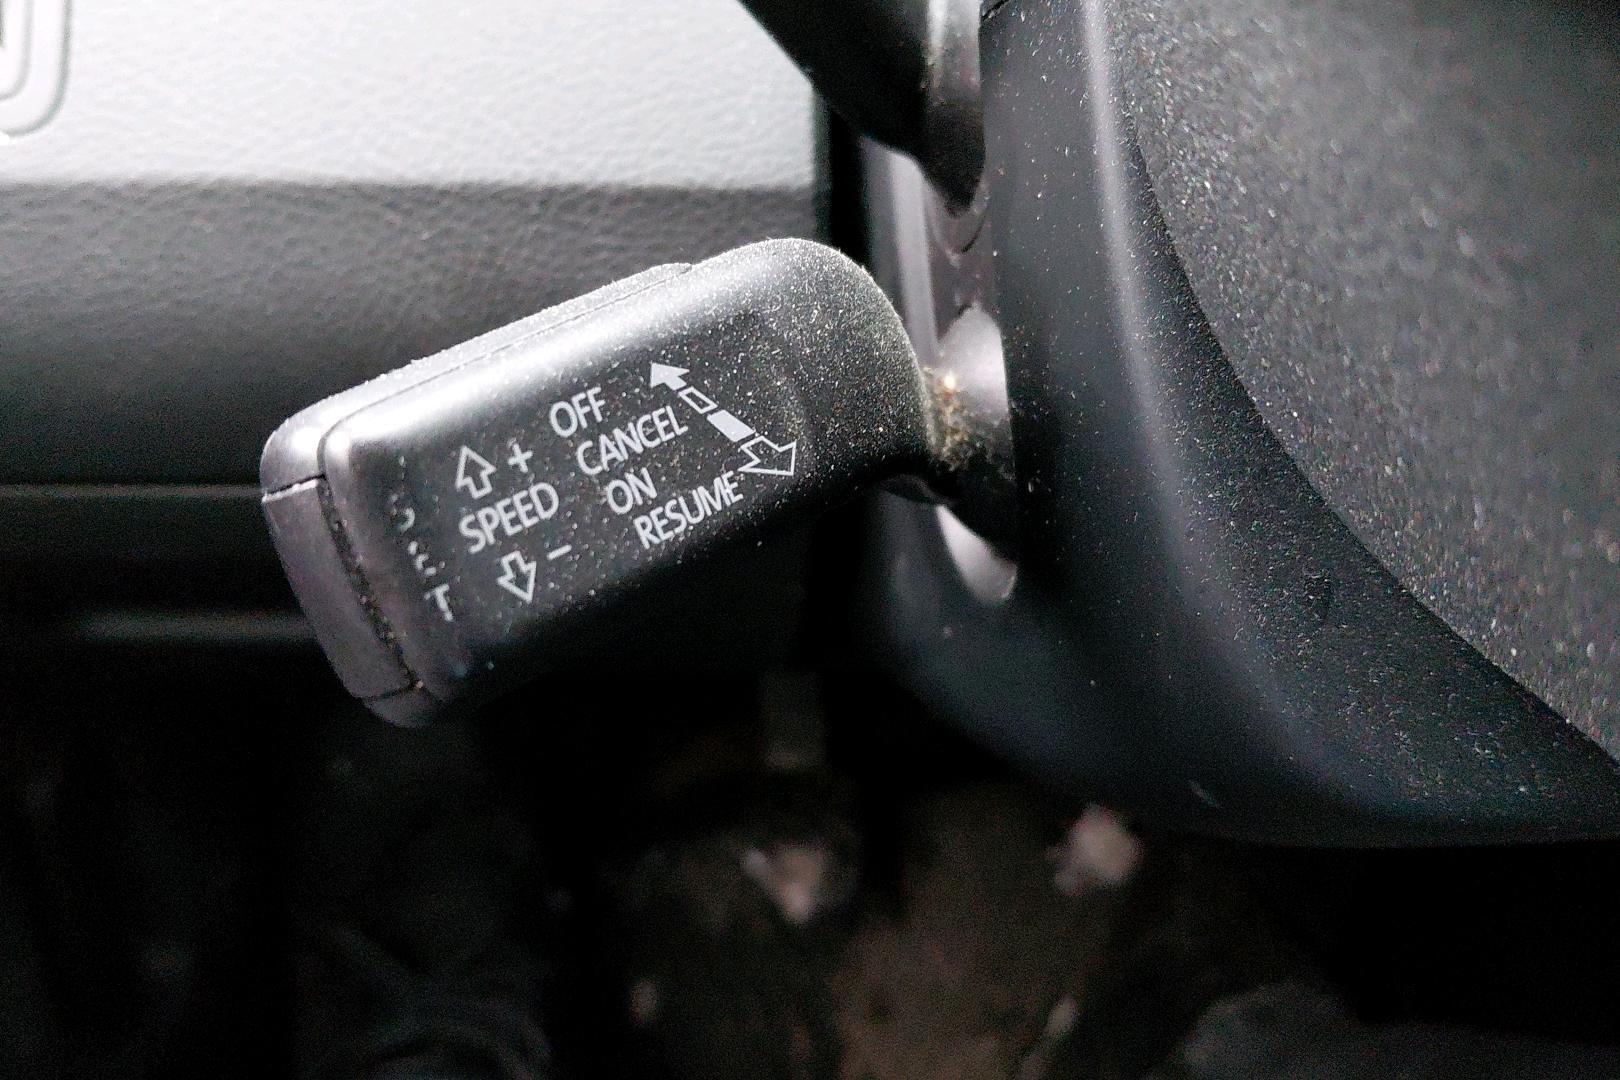 OFF
CANCEL
+
SPEED
ON
-
RESUME